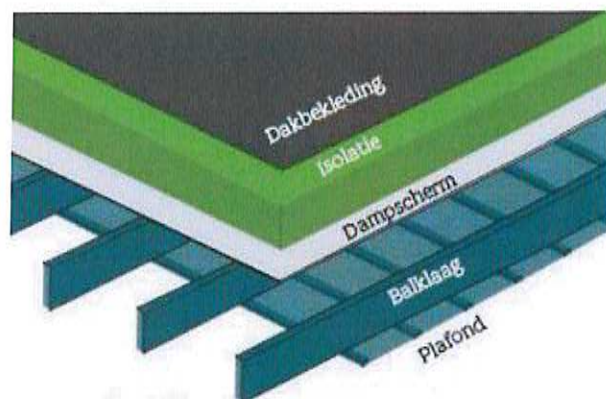 Dakbekleding
Isolatie
Dampscherm
Balklaag
Plafond